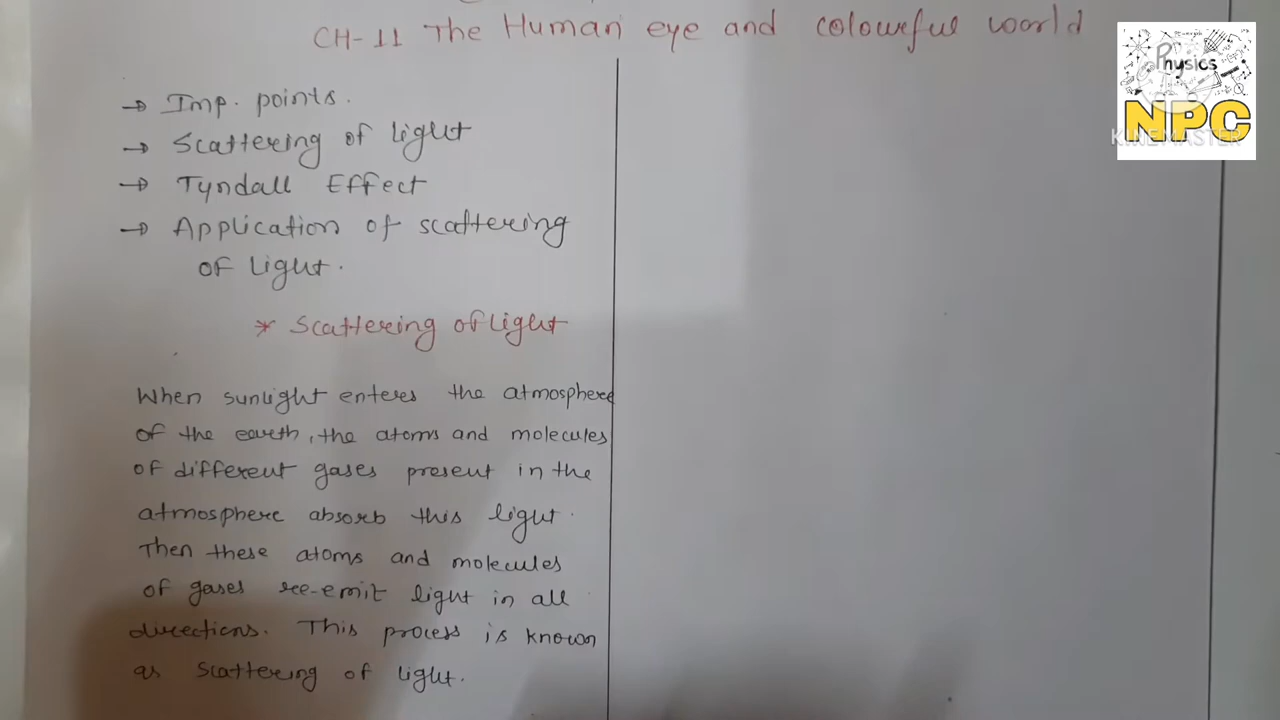 CH-11 The Human eye and colourful world
→ Imp. points.
→ Scattering of light
→ Tyndall Effect
→ Application of scattering
of light.
* Scattering of light
When sunlight enters the atmosphere
of the earth, the atoms and molecules
of different gases present in the
atmosphere absorb this light.
Then these atoms and molecules
of gases re-emit light in all
directions. This process is known
as scattering of light.
Physics
NPC
KINEMASTER